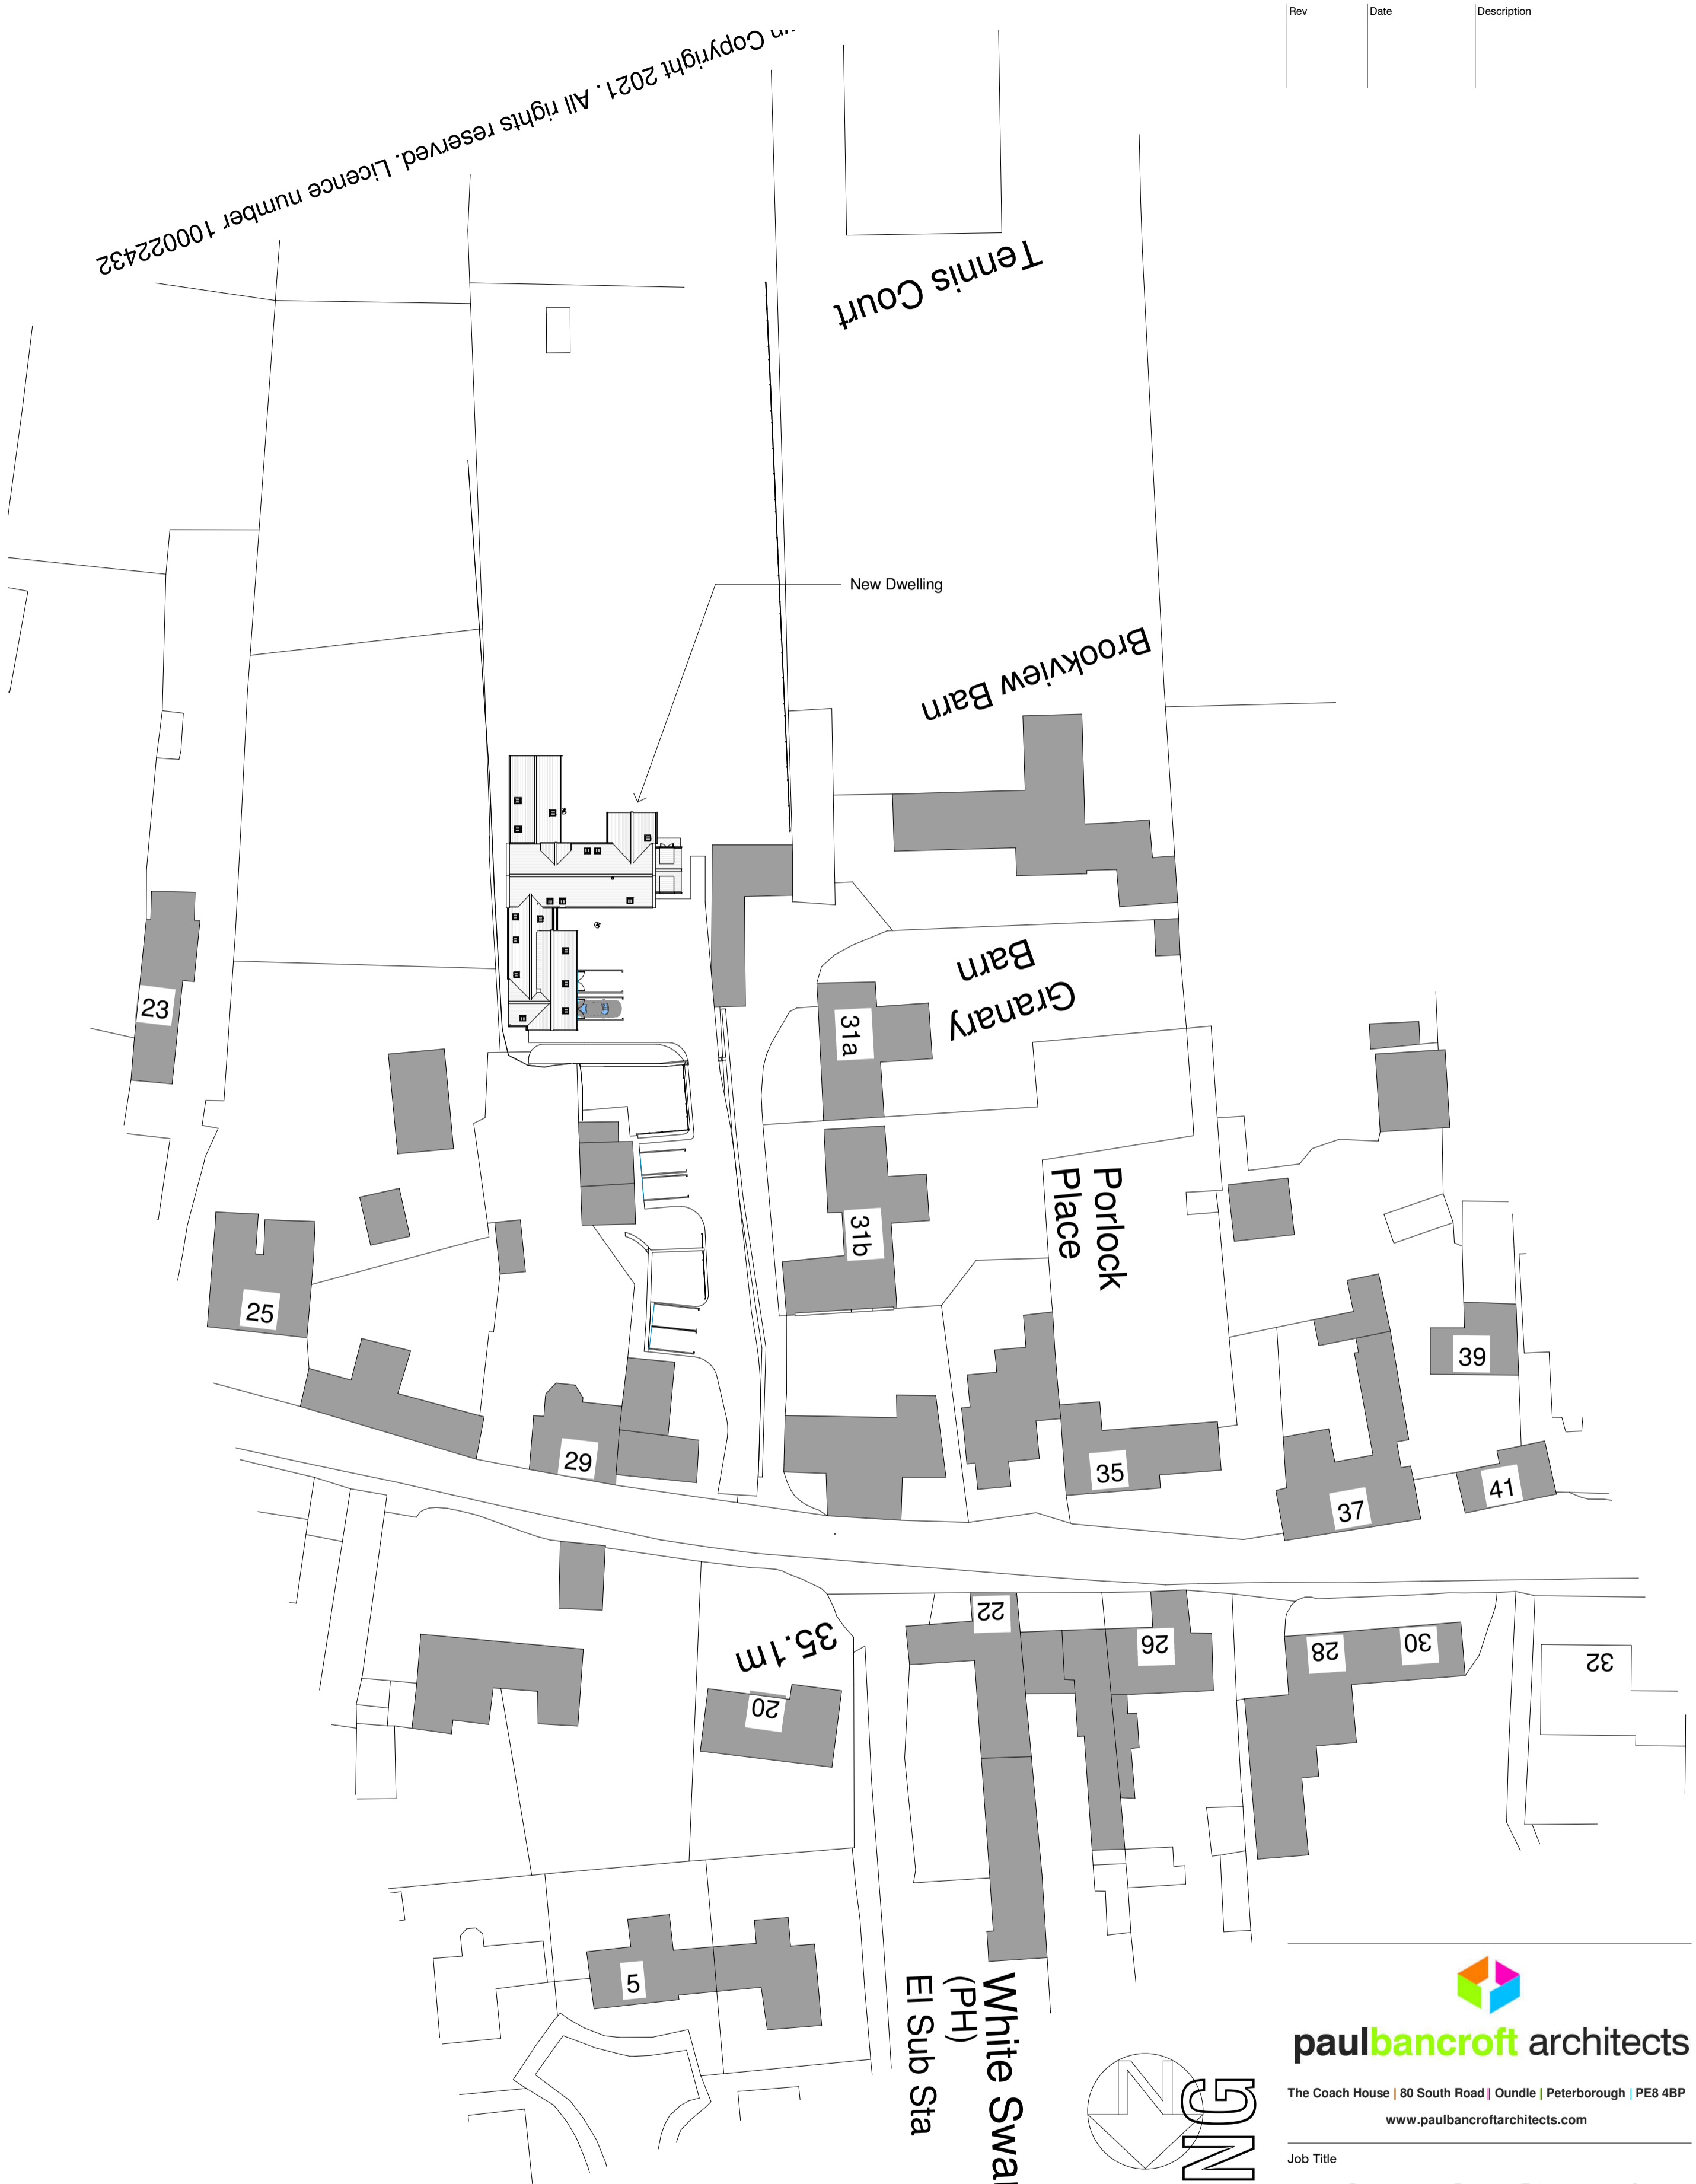 Rev
Date
Description
Copyright 2021. All rights reserved. Licence number 100022432
Tennis Court
New Dwelling
Brookview Barn
Granary
Barn
23
31a
31b
Porlock
Place
25
29
35
37
39
41
35.1m
20
22
26
28
30
32
5
White Swa
(PH)
El Sub Sta
N
NG
paulbancroft architects
The Coach House | 80 South Road | Oundle | Peterborough | PE8 4BP
www.paulbancroftarchitects.com
Job Title